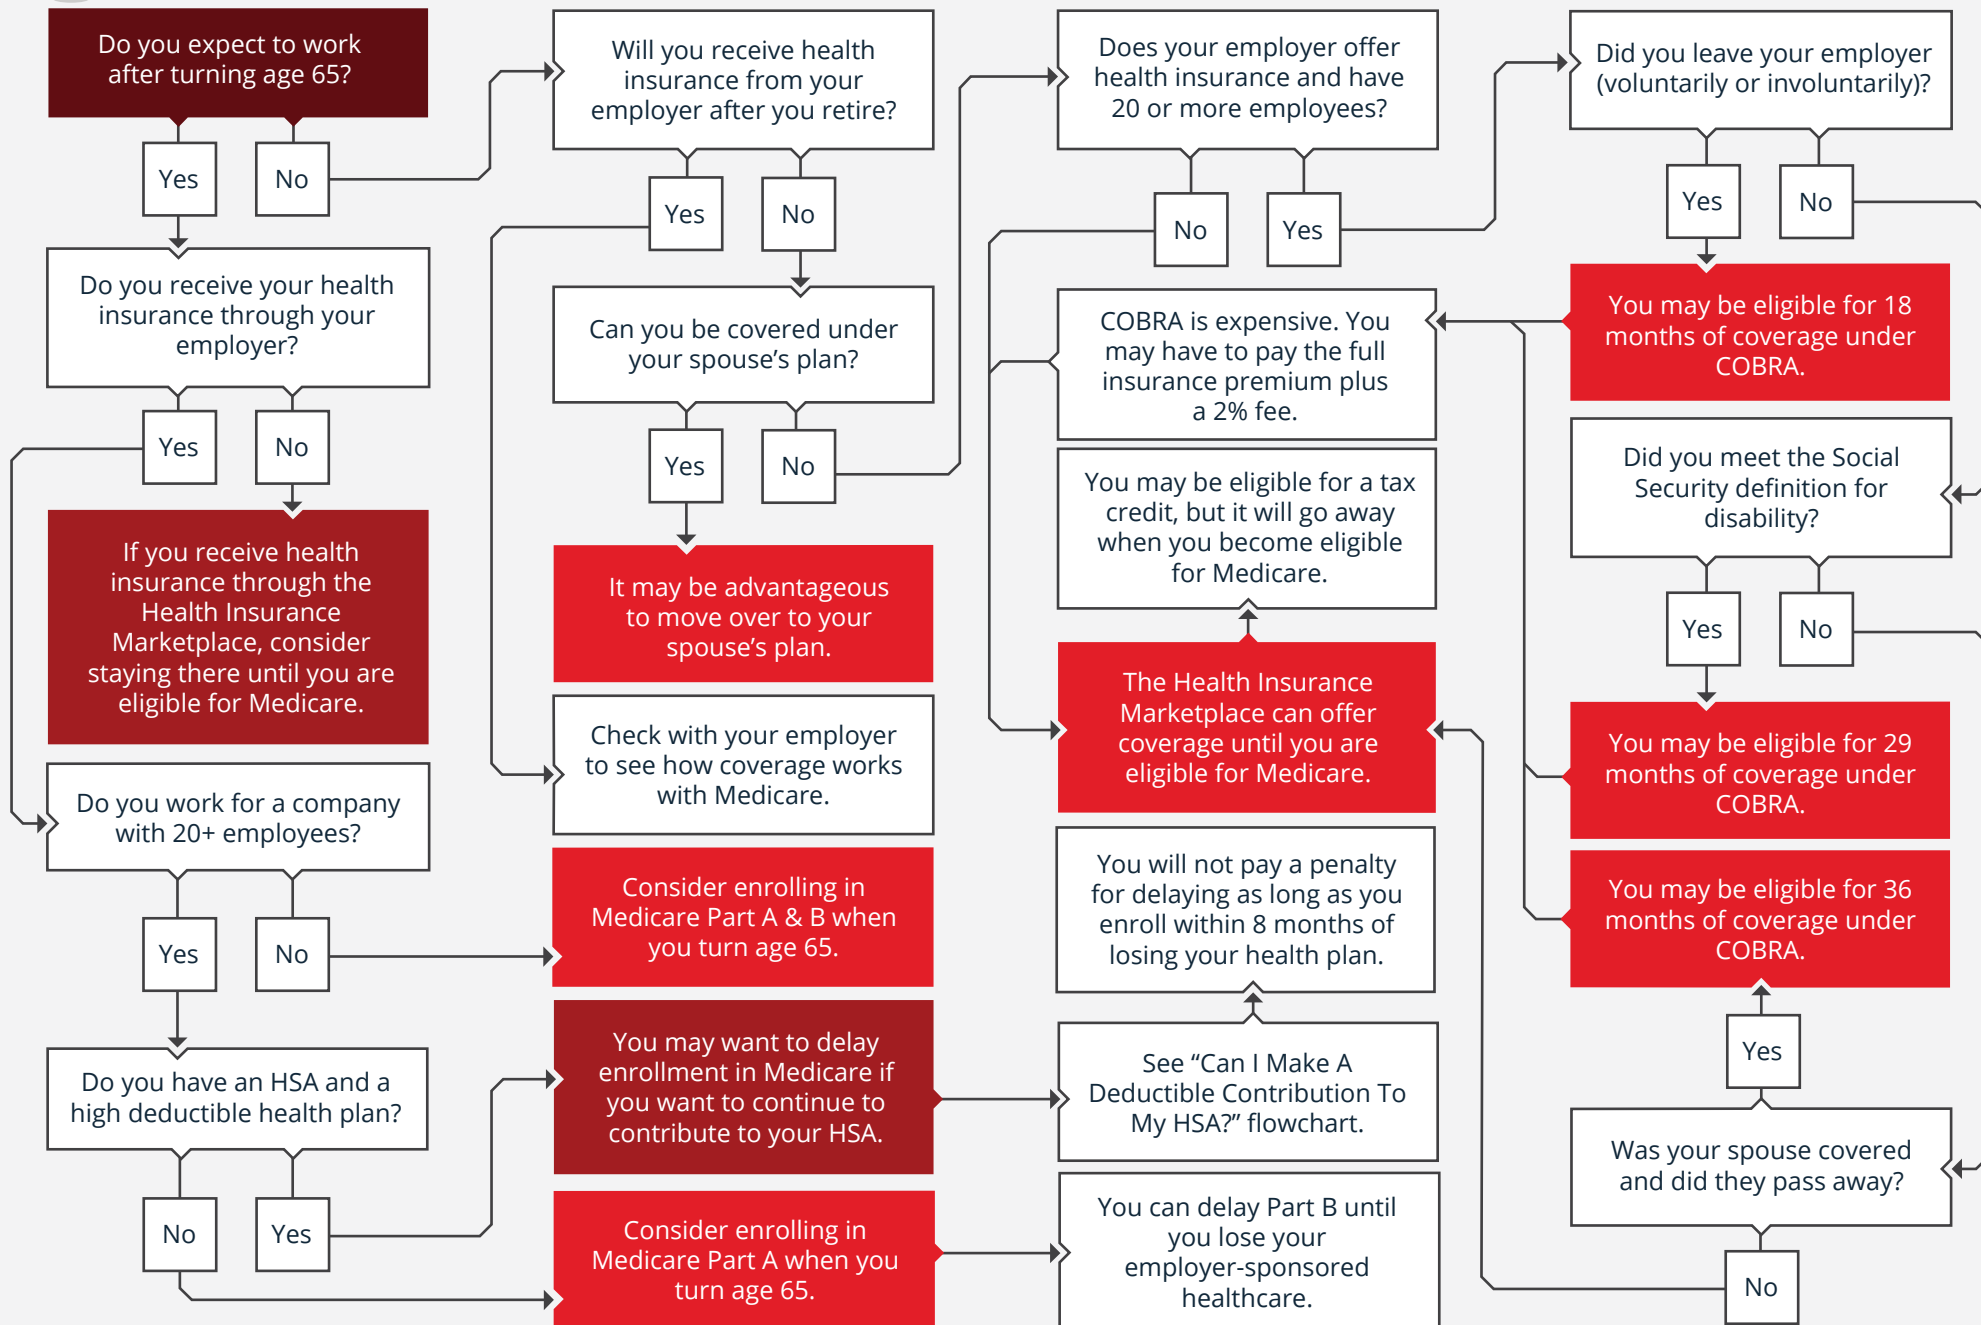 Do you expect to work
after turning age 65?
Yes
No
Do you receive your health
insurance through your
employer?
Yes
No
If you receive health
insurance through the
Health Insurance
Marketplace, consider
staying there until you are
eligible for Medicare.
Do you work for a company
with 20+ employees?
Yes
No
Do you have an HSA and a
high deductible health plan?
No
Yes
Will you receive health
insurance from your
employer after you retire?
Yes
No
Can you be covered under
your spouse’s plan?
Yes
No
It may be advantageous
to move over to your
spouse’s plan.
Check with your employer
to see how coverage works
with Medicare.
Consider enrolling in
Medicare Part A & B when
you turn age 65.
You may want to delay
enrollment in Medicare if
you want to continue to
contribute to your HSA.
Consider enrolling in
Medicare Part A when you
turn age 65.
Does your employer offer
health insurance and have
20 or more employees?
No
Yes
COBRA is expensive. You
may have to pay the full
insurance premium plus
a 2% fee.
You may be eligible for a tax
credit, but it will go away
when you become eligible
for Medicare.
The Health Insurance
Marketplace can offer
coverage until you are
eligible for Medicare.
You will not pay a penalty
for delaying as long as you
enroll within 8 months of
losing your health plan.
See “Can I Make A
Deductible Contribution To
My HSA?” flowchart.
You can delay Part B until
you lose your
employer-sponsored
healthcare.
Did you leave your employer
(voluntarily or involuntarily)?
Yes
No
You may be eligible for 18
months of coverage under
COBRA.
Did you meet the Social
Security definition for
disability?
Yes
No
You may be eligible for 29
months of coverage under
COBRA.
You may be eligible for 36
months of coverage under
COBRA.
Yes
Was your spouse covered
and did they pass away?
No